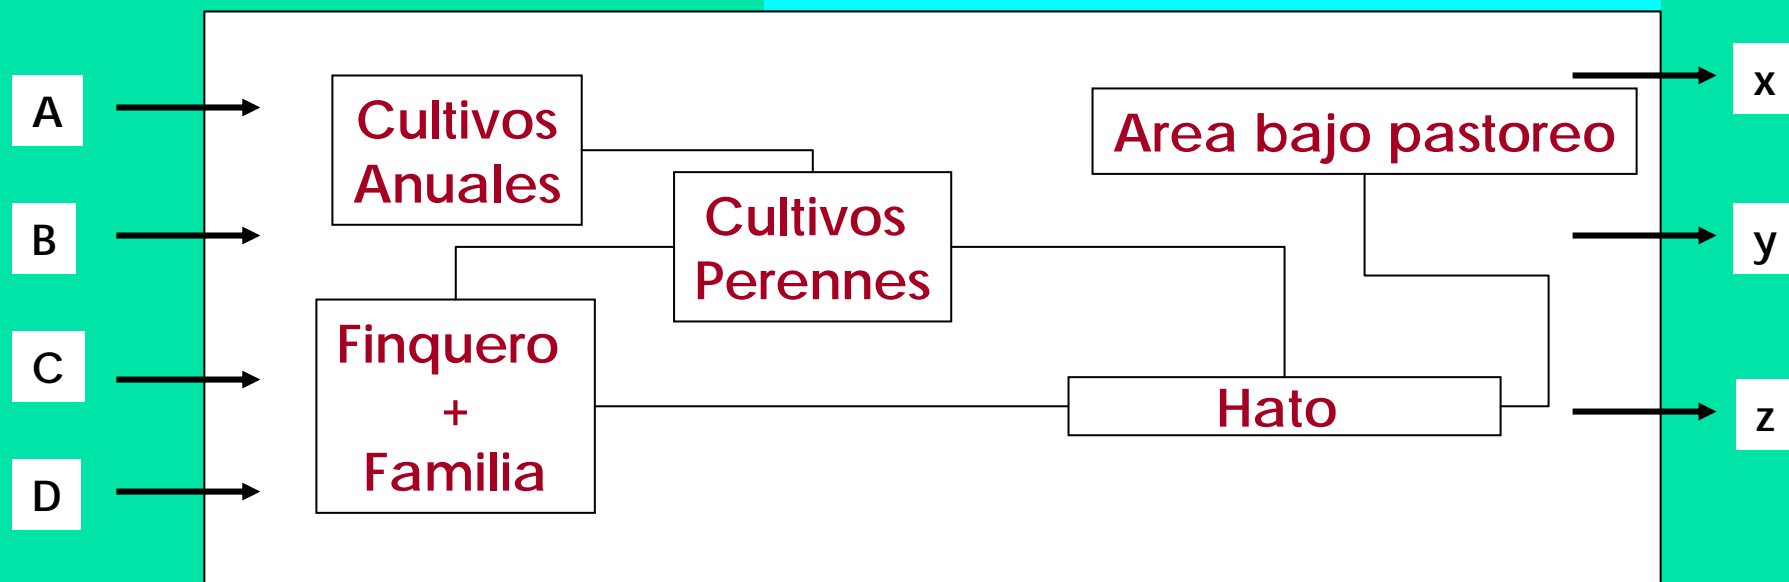 A
B
C
D
Cultivos
Anuales
Cultivos
Perennes
Finquero
+
Familia
Area bajo pastoreo
Hato
x
y
z